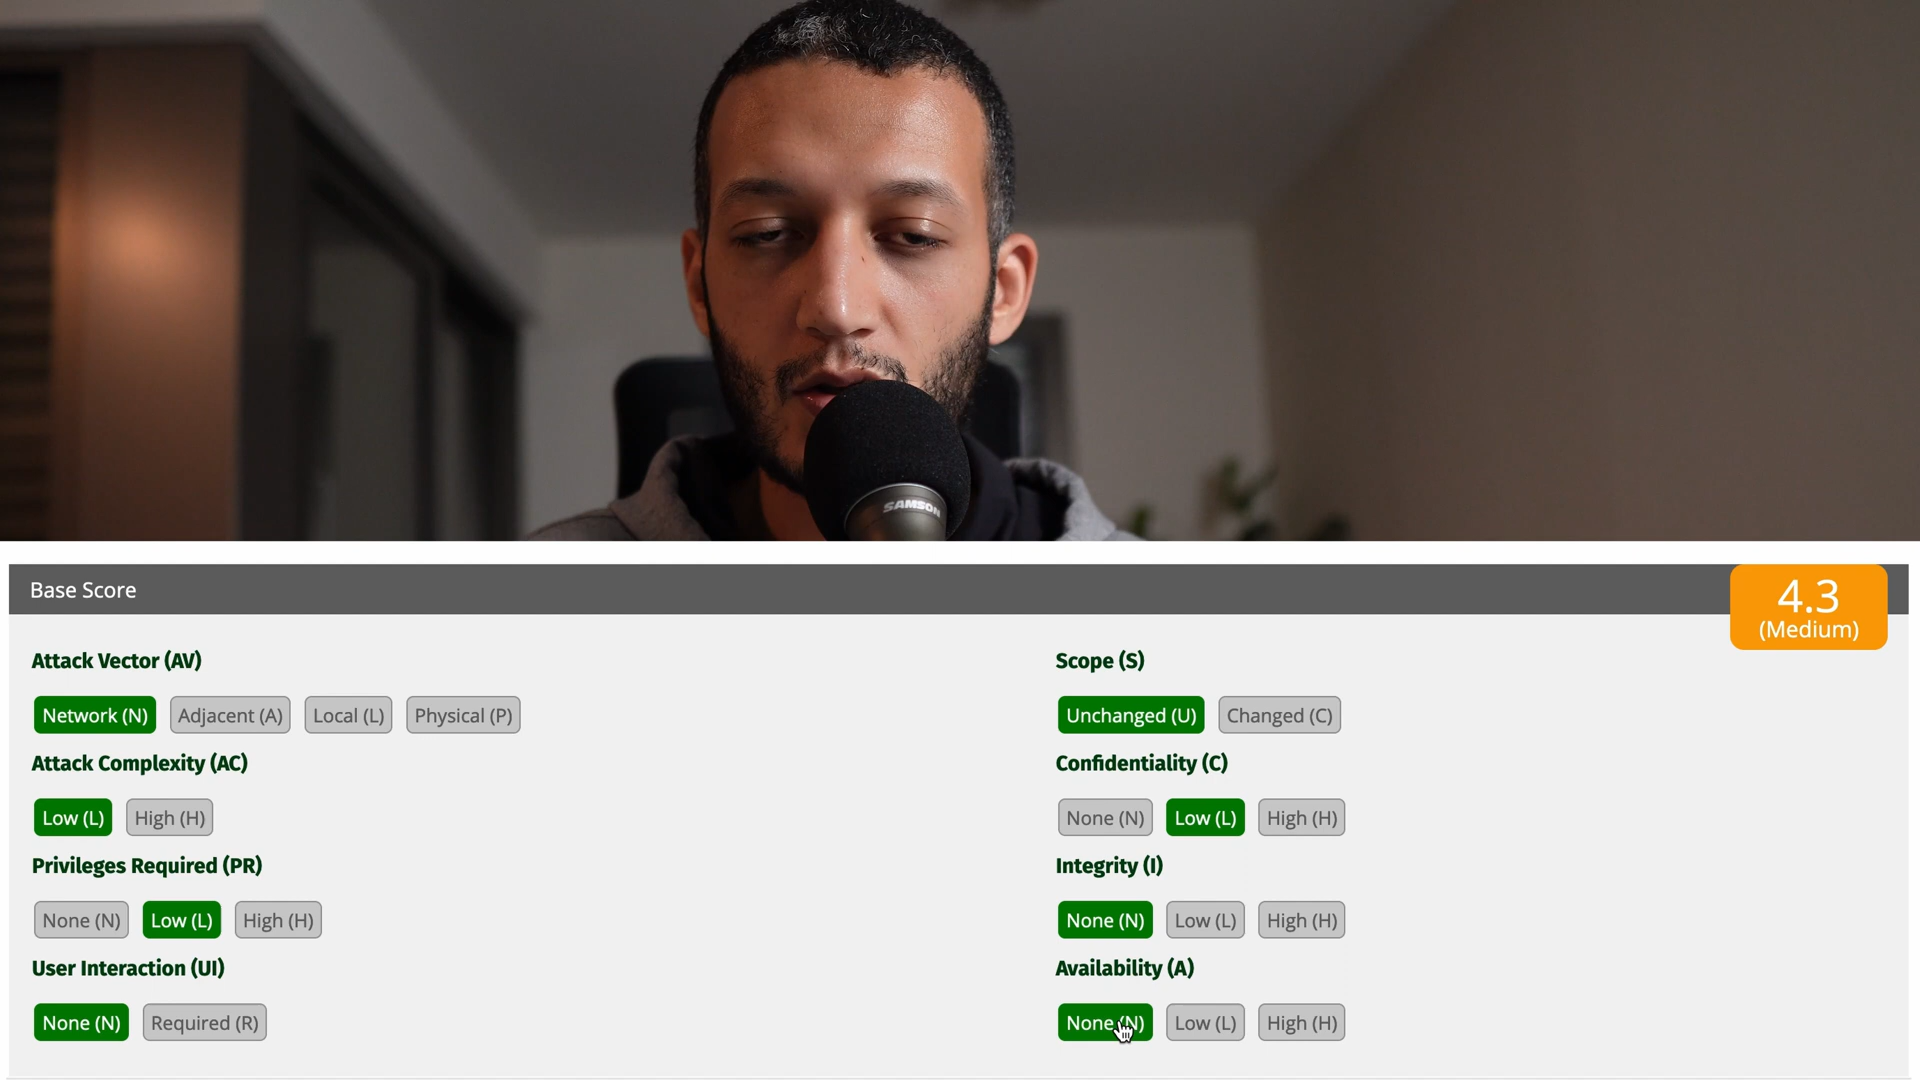 SAMSON
Base Score
4.3
(Medium)
Attack Vector (AV)
Network (N) Adjacent (A) Local (L) Physical (P)
Attack Complexity (AC)
Low (L) High (H)
Privileges Required (PR)
None (N) Low (L) High (H)
User Interaction (UI)
None (N) Required (R)
Scope (S)
Unchanged (U) Changed (C)
Confidentiality (C)
None (N) Low (L) High (H)
Integrity (I)
None (N) Low (L) High (H)
Availability (A)
None (N) Low (L) High (H)